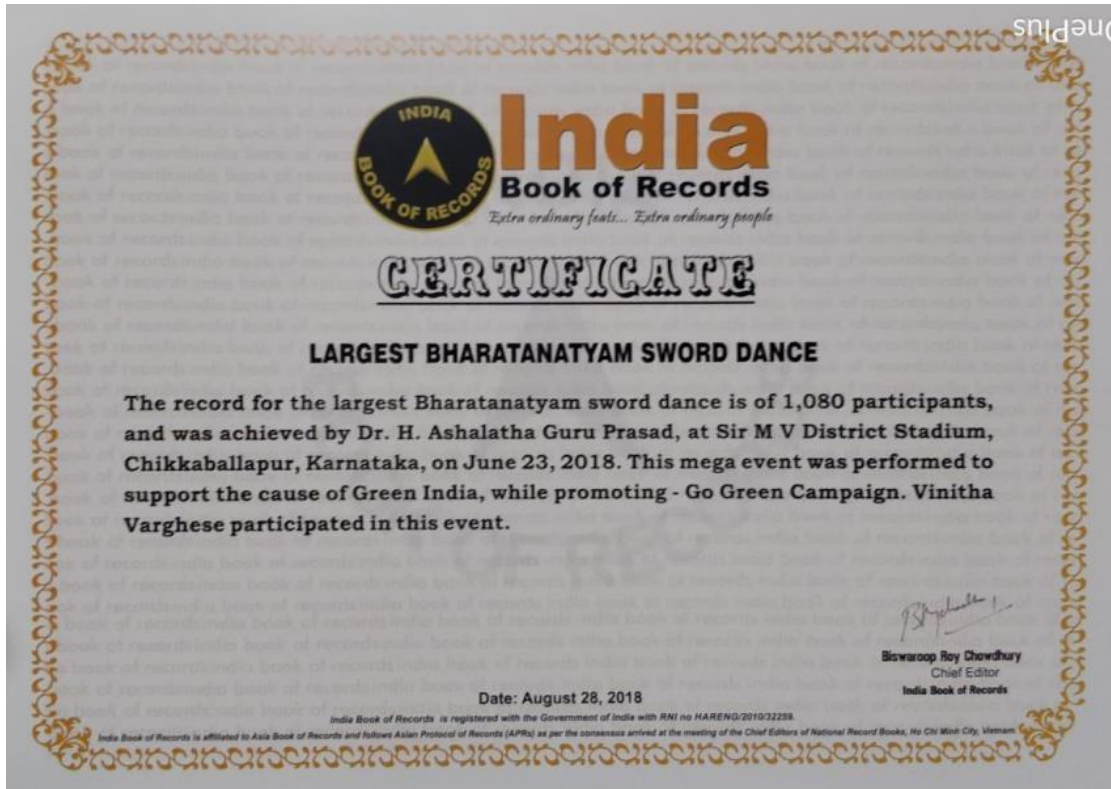 OnePlus
INDIA
BOOK OF RECORDS
India
Book of Records
Extra ordinary feats... Extra ordinary people
CERTIFICATE
LARGEST BHARATANATYAM SWORD DANCE
The record for the largest Bharatanatyam sword dance is of 1,080 participants,
and was achieved by Dr. H. Ashalatha Guru Prasad, at Sir M V District Stadium,
Chikkaballapur, Karnataka, on June 23, 2018. This mega event was performed to
support the cause of Green India, while promoting - Go Green Campaign. Vinitha
Varghese participated in this event.
Biswaroop Roy Chowdhury
Chief Editor
India Book of Records
Date: August 28, 2018
India Book of Records is registered with the Government of India with RNI no HARENG/2010/32259.
India Book of Records is affiliated to Asia Book of Records and follows Asian Protocol of Records (APRs) as per the consensus arrived at the meeting of the Chief Editors of National Record Books, Ho Chi Minh City, Vietnam.